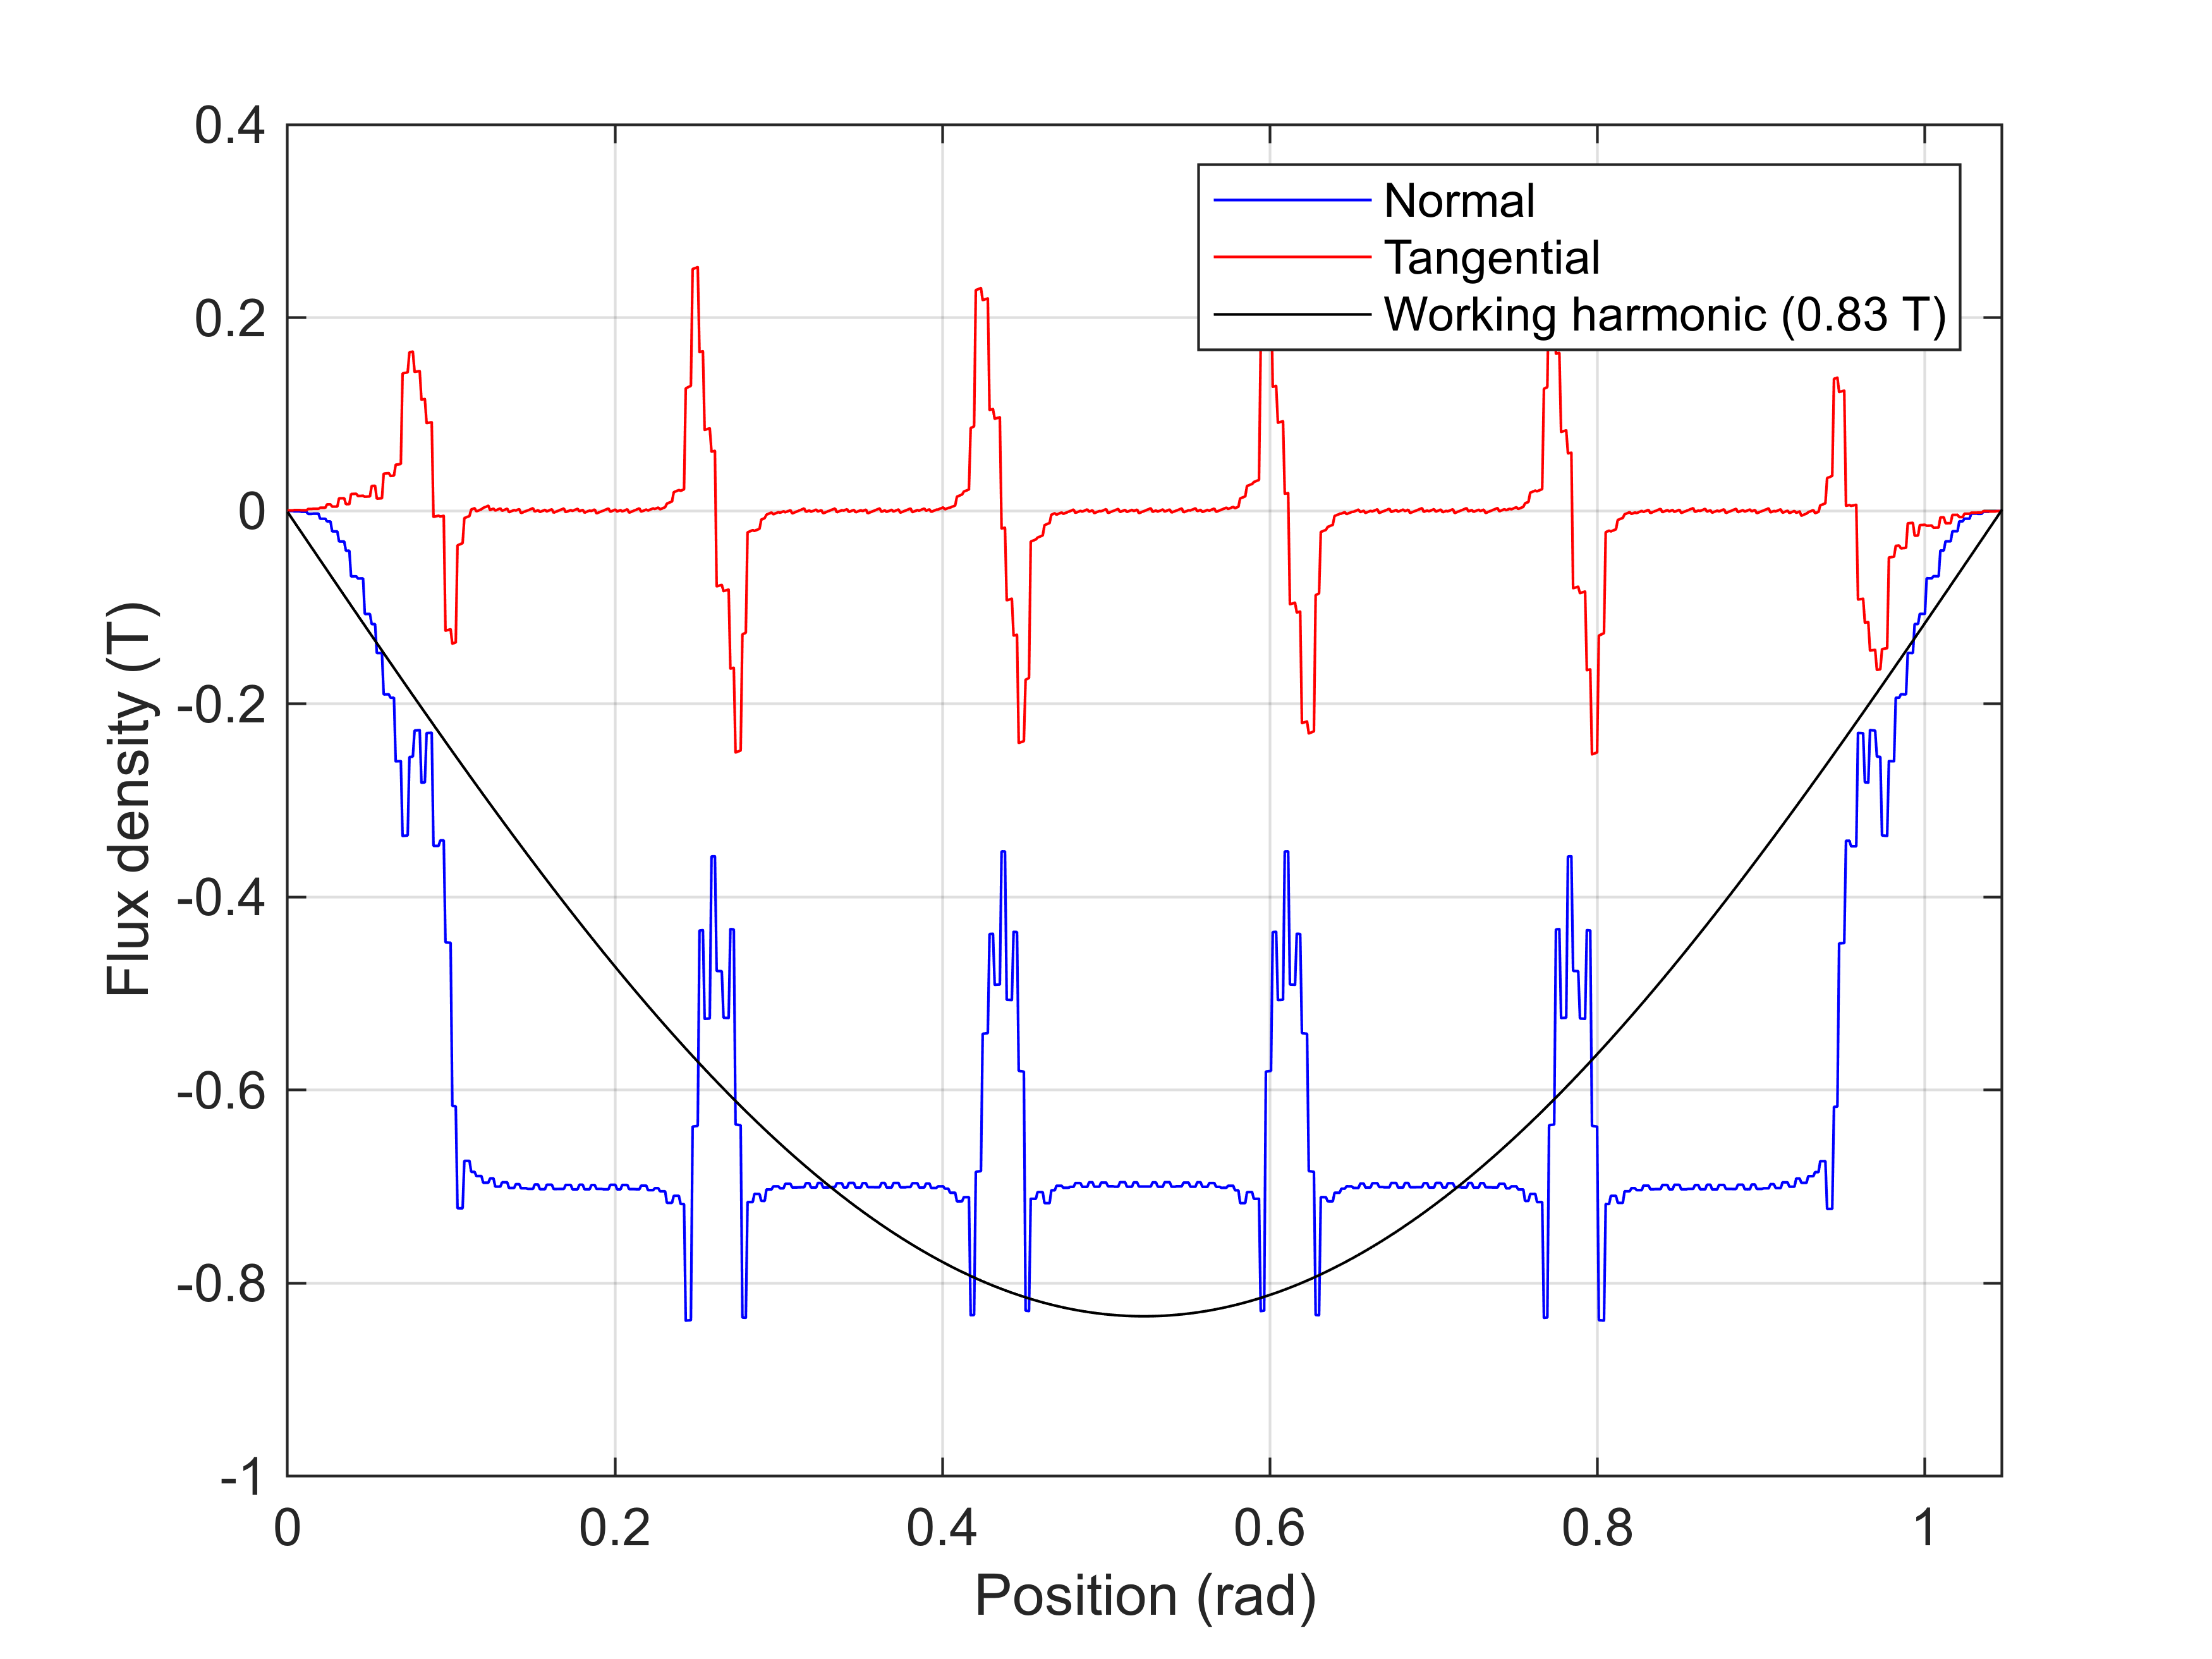 0.4
0.2
0
-0.2
-0.4
-0.6
-0.8
-1
Flux density (T)
Normal
Tangential
Working harmonic (0.83 T)
0 0.2 0.4 0.6 0.8 1
Position (rad)